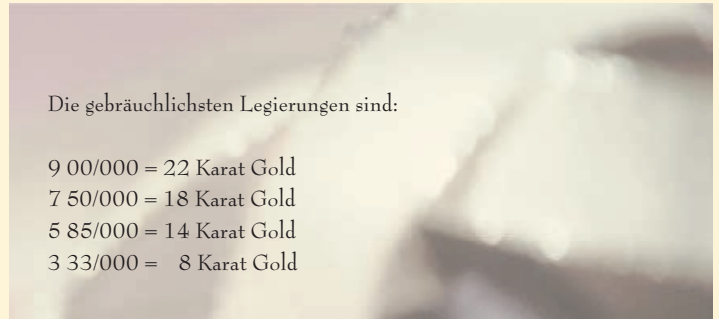 Die gebräuchlichsten Legierungen sind:
9 00/000 = 22 Karat Gold
7 50/000 = 18 Karat Gold
5 85/000 = 14 Karat Gold
3 33/000 = 8 Karat Gold